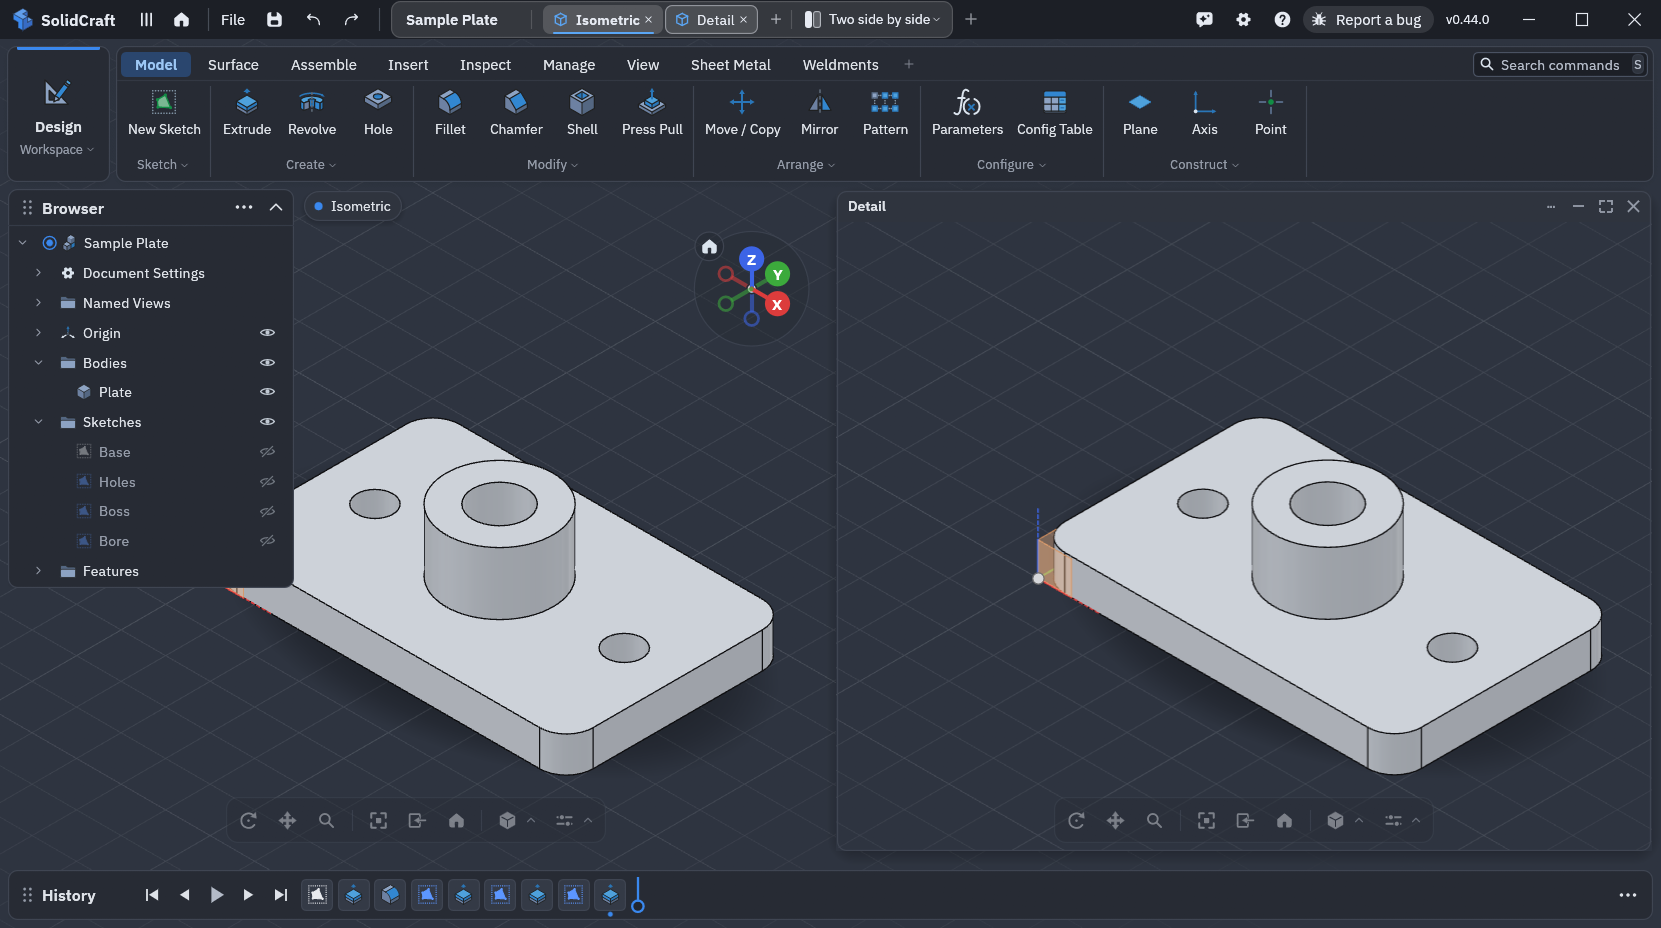 SolidCraft File Sample Plate Isometric × Detail × + Two side by side + Report a bug v0.44.0
Design
Workspace
Model Surface Assemble Insert Inspect Manage View Sheet Metal Weldments + Search commands S
New Sketch Extrude Revolve Hole Fillet Chamfer Shell Press Pull Move / Copy Mirror Pattern Parameters Config Table Plane Axis Point
Sketch Create Modify Arrange Configure Construct
Browser
Isometric
Detail
Sample Plate
Document Settings
Named Views
Origin
Bodies
Plate
Sketches
Base
Holes
Boss
Bore
Features
Z
Y
X
History